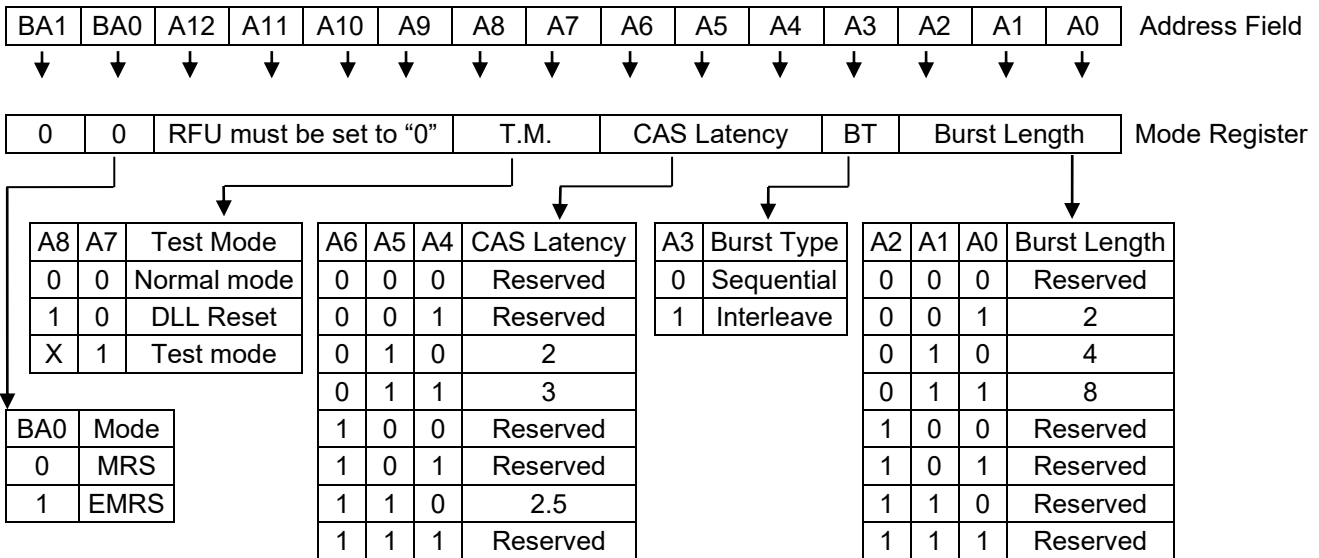 BA1 BA0 A12 A11 A10 A9 A8 A7 A6 A5 A4 A3 A2 A1 A0 Address Field
0 0 RFU must be set to “0” T.M. CAS Latency BT Burst Length Mode Register
A8 A7 Test Mode
0 0 Normal mode
1 0 DLL Reset
X 1 Test mode
BA0 Mode
0 MRS
1 EMRS
A6 A5 A4 CAS Latency
0 0 0 Reserved
0 0 1 Reserved
0 1 0 2
0 1 1 3
1 0 0 Reserved
1 0 1 Reserved
1 1 0 2.5
1 1 1 Reserved
A3 Burst Type
0 Sequential
1 Interleave
A2 A1 A0 Burst Length
0 0 0 Reserved
0 0 1 2
0 1 0 4
0 1 1 8
1 0 0 Reserved
1 0 1 Reserved
1 1 0 Reserved
1 1 1 Reserved